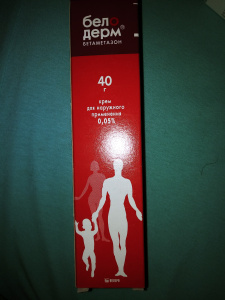 бело
дерм®
БЕТАМЕТАЗОН
40
г
крем
для наружного
применения
0,05%